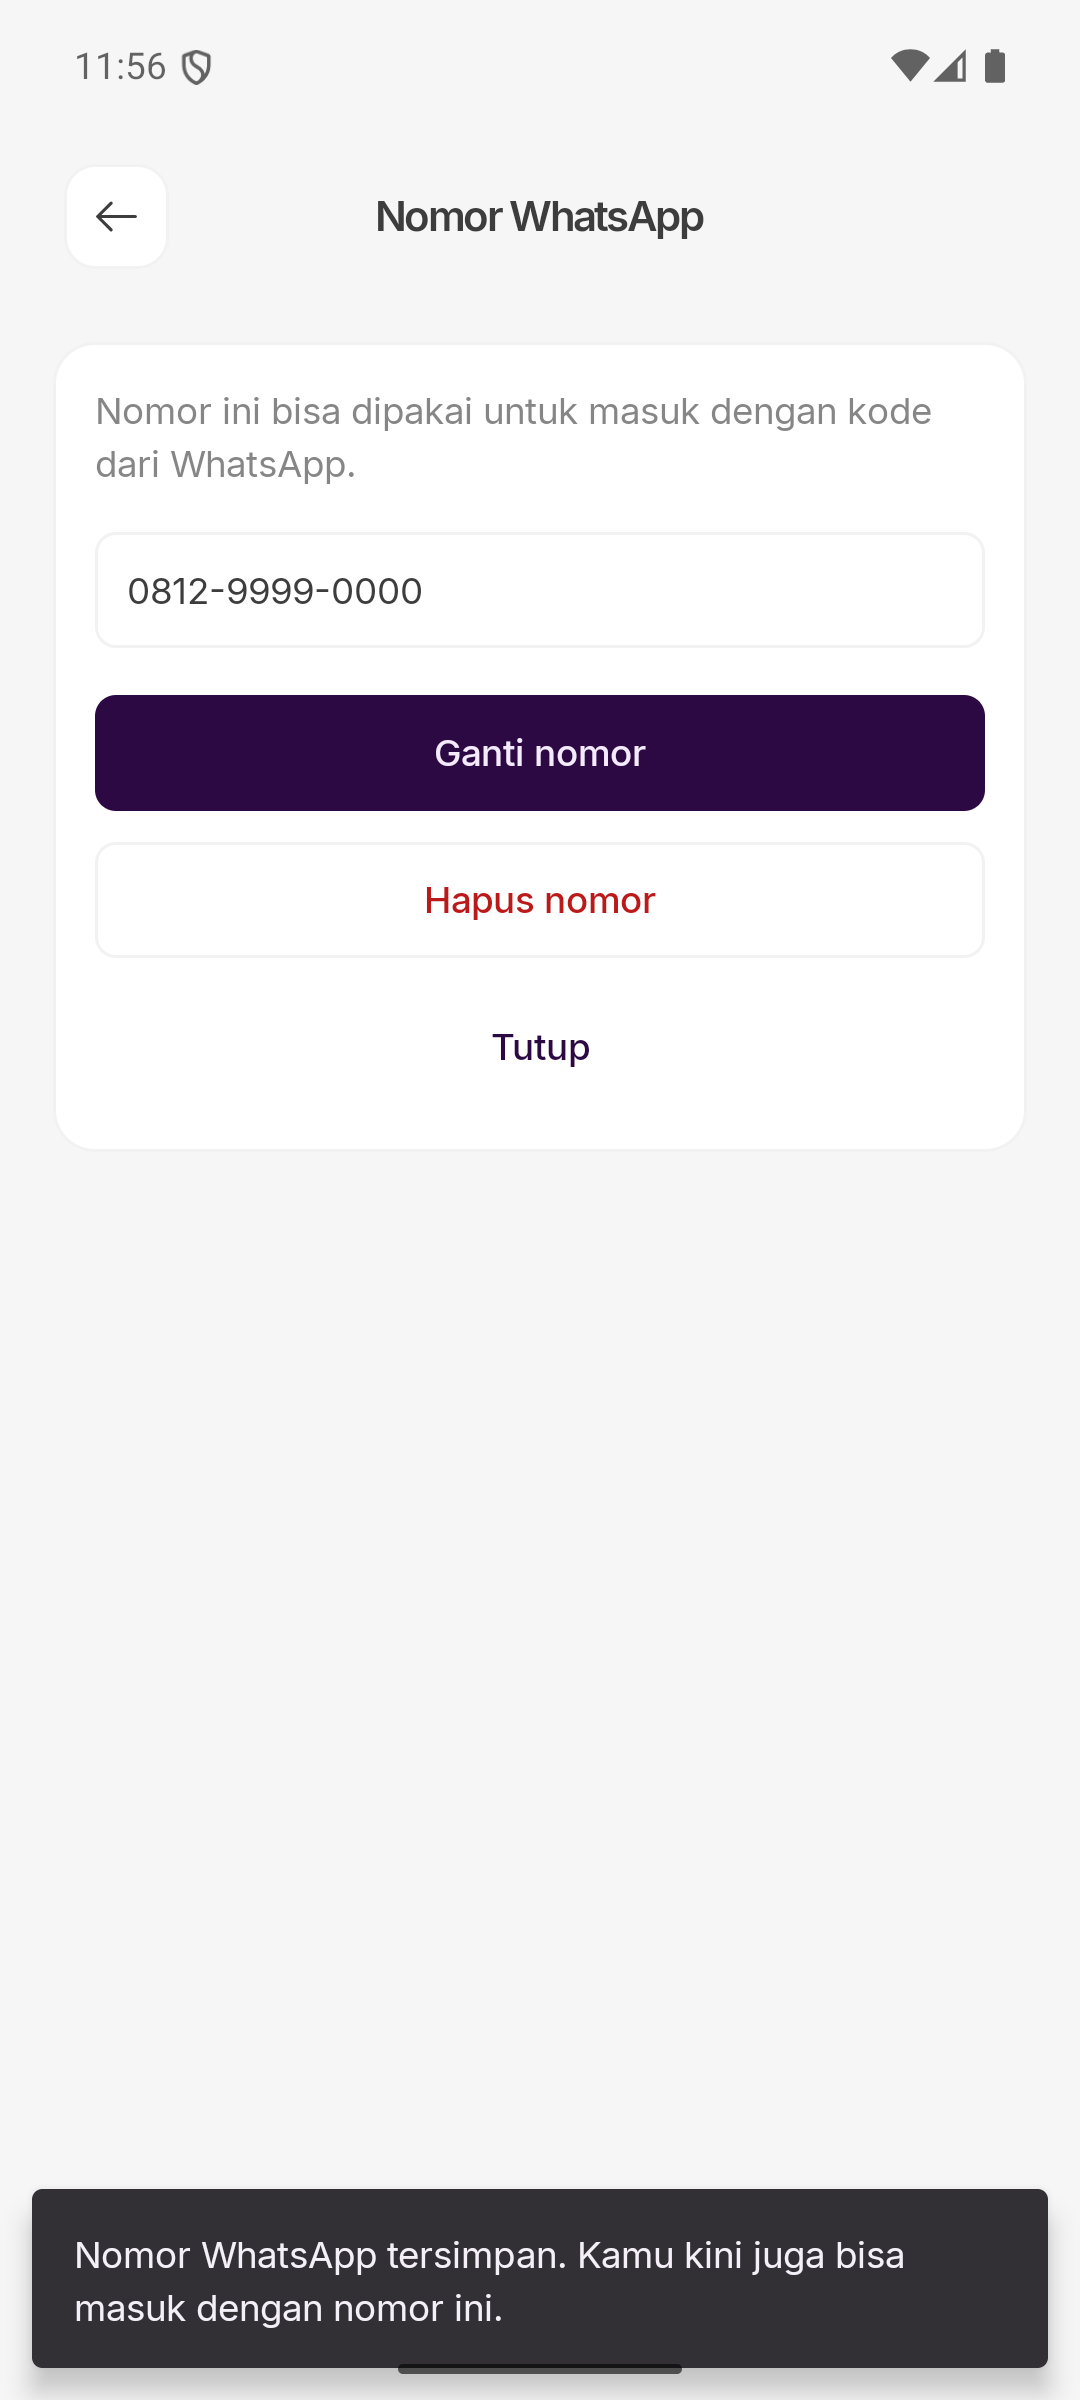 11:56
Nomor WhatsApp
Nomor ini bisa dipakai untuk masuk dengan kode
dari WhatsApp.
0812-9999-0000
Ganti nomor
Hapus nomor
Tutup
Nomor WhatsApp tersimpan. Kamu kini juga bisa
masuk dengan nomor ini.